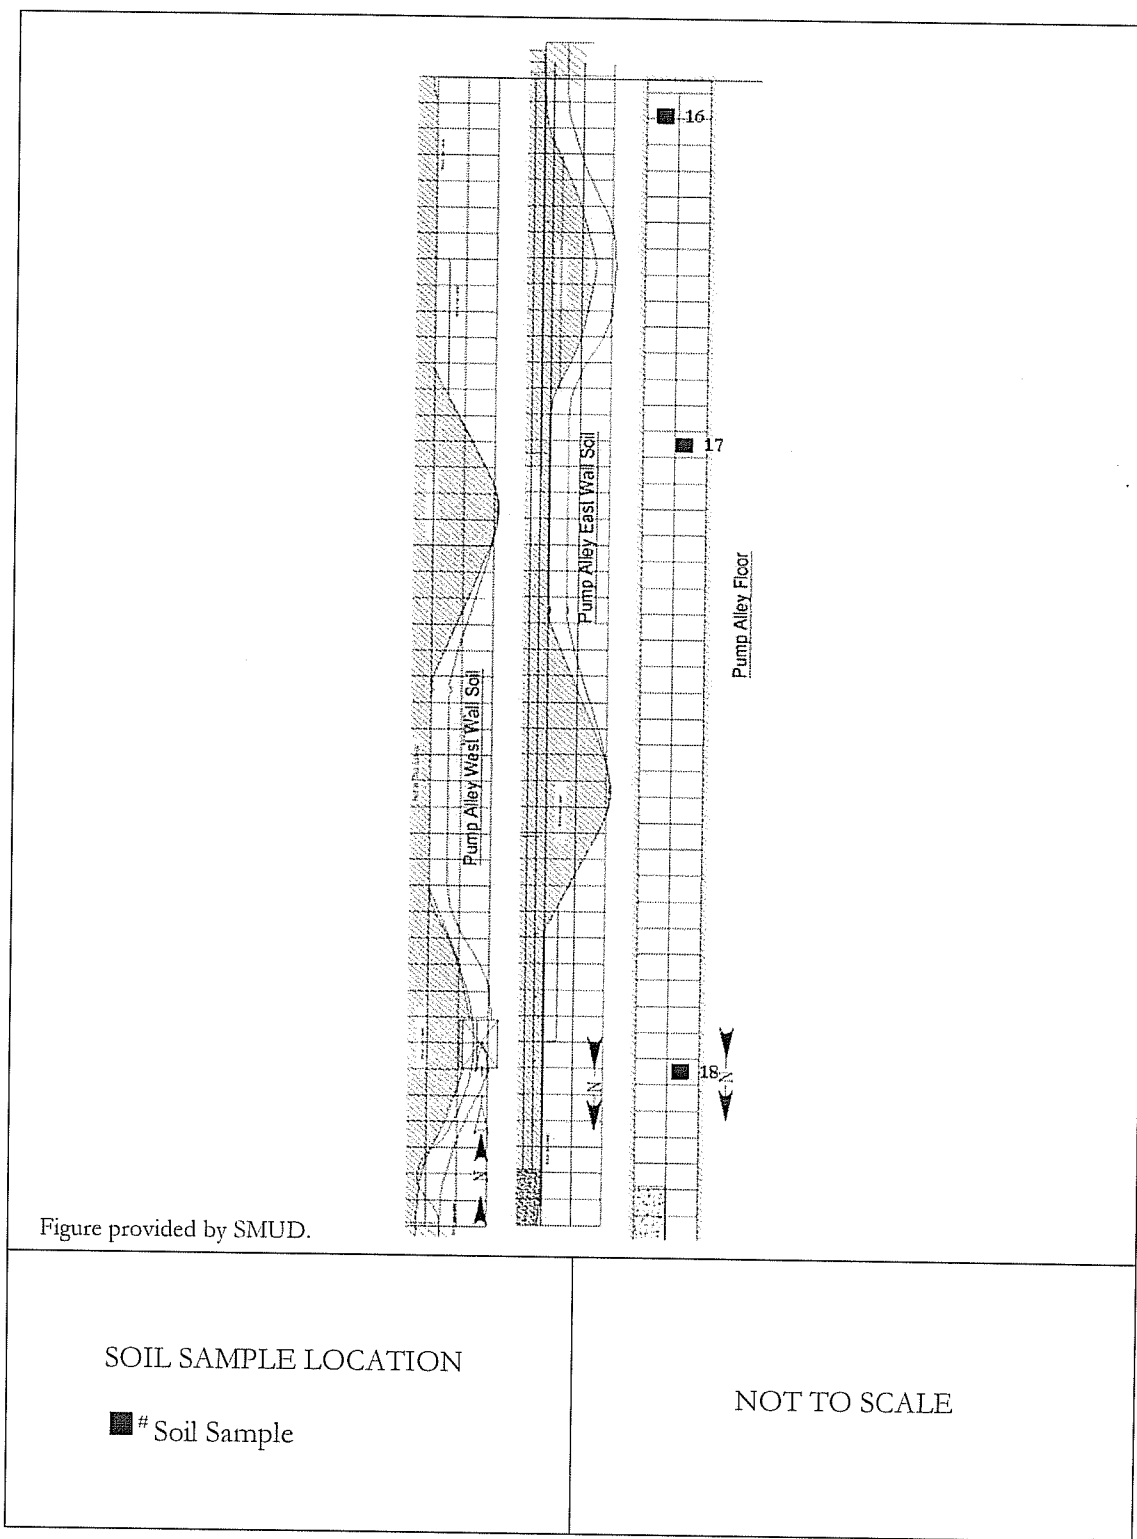 16
17
18
Pump Alley West Wall Soil
Pump Alley East Wall Soil
Pump Alley Floor
N
N
N
Figure provided by SMUD.
SOIL SAMPLE LOCATION
# Soil Sample
NOT TO SCALE